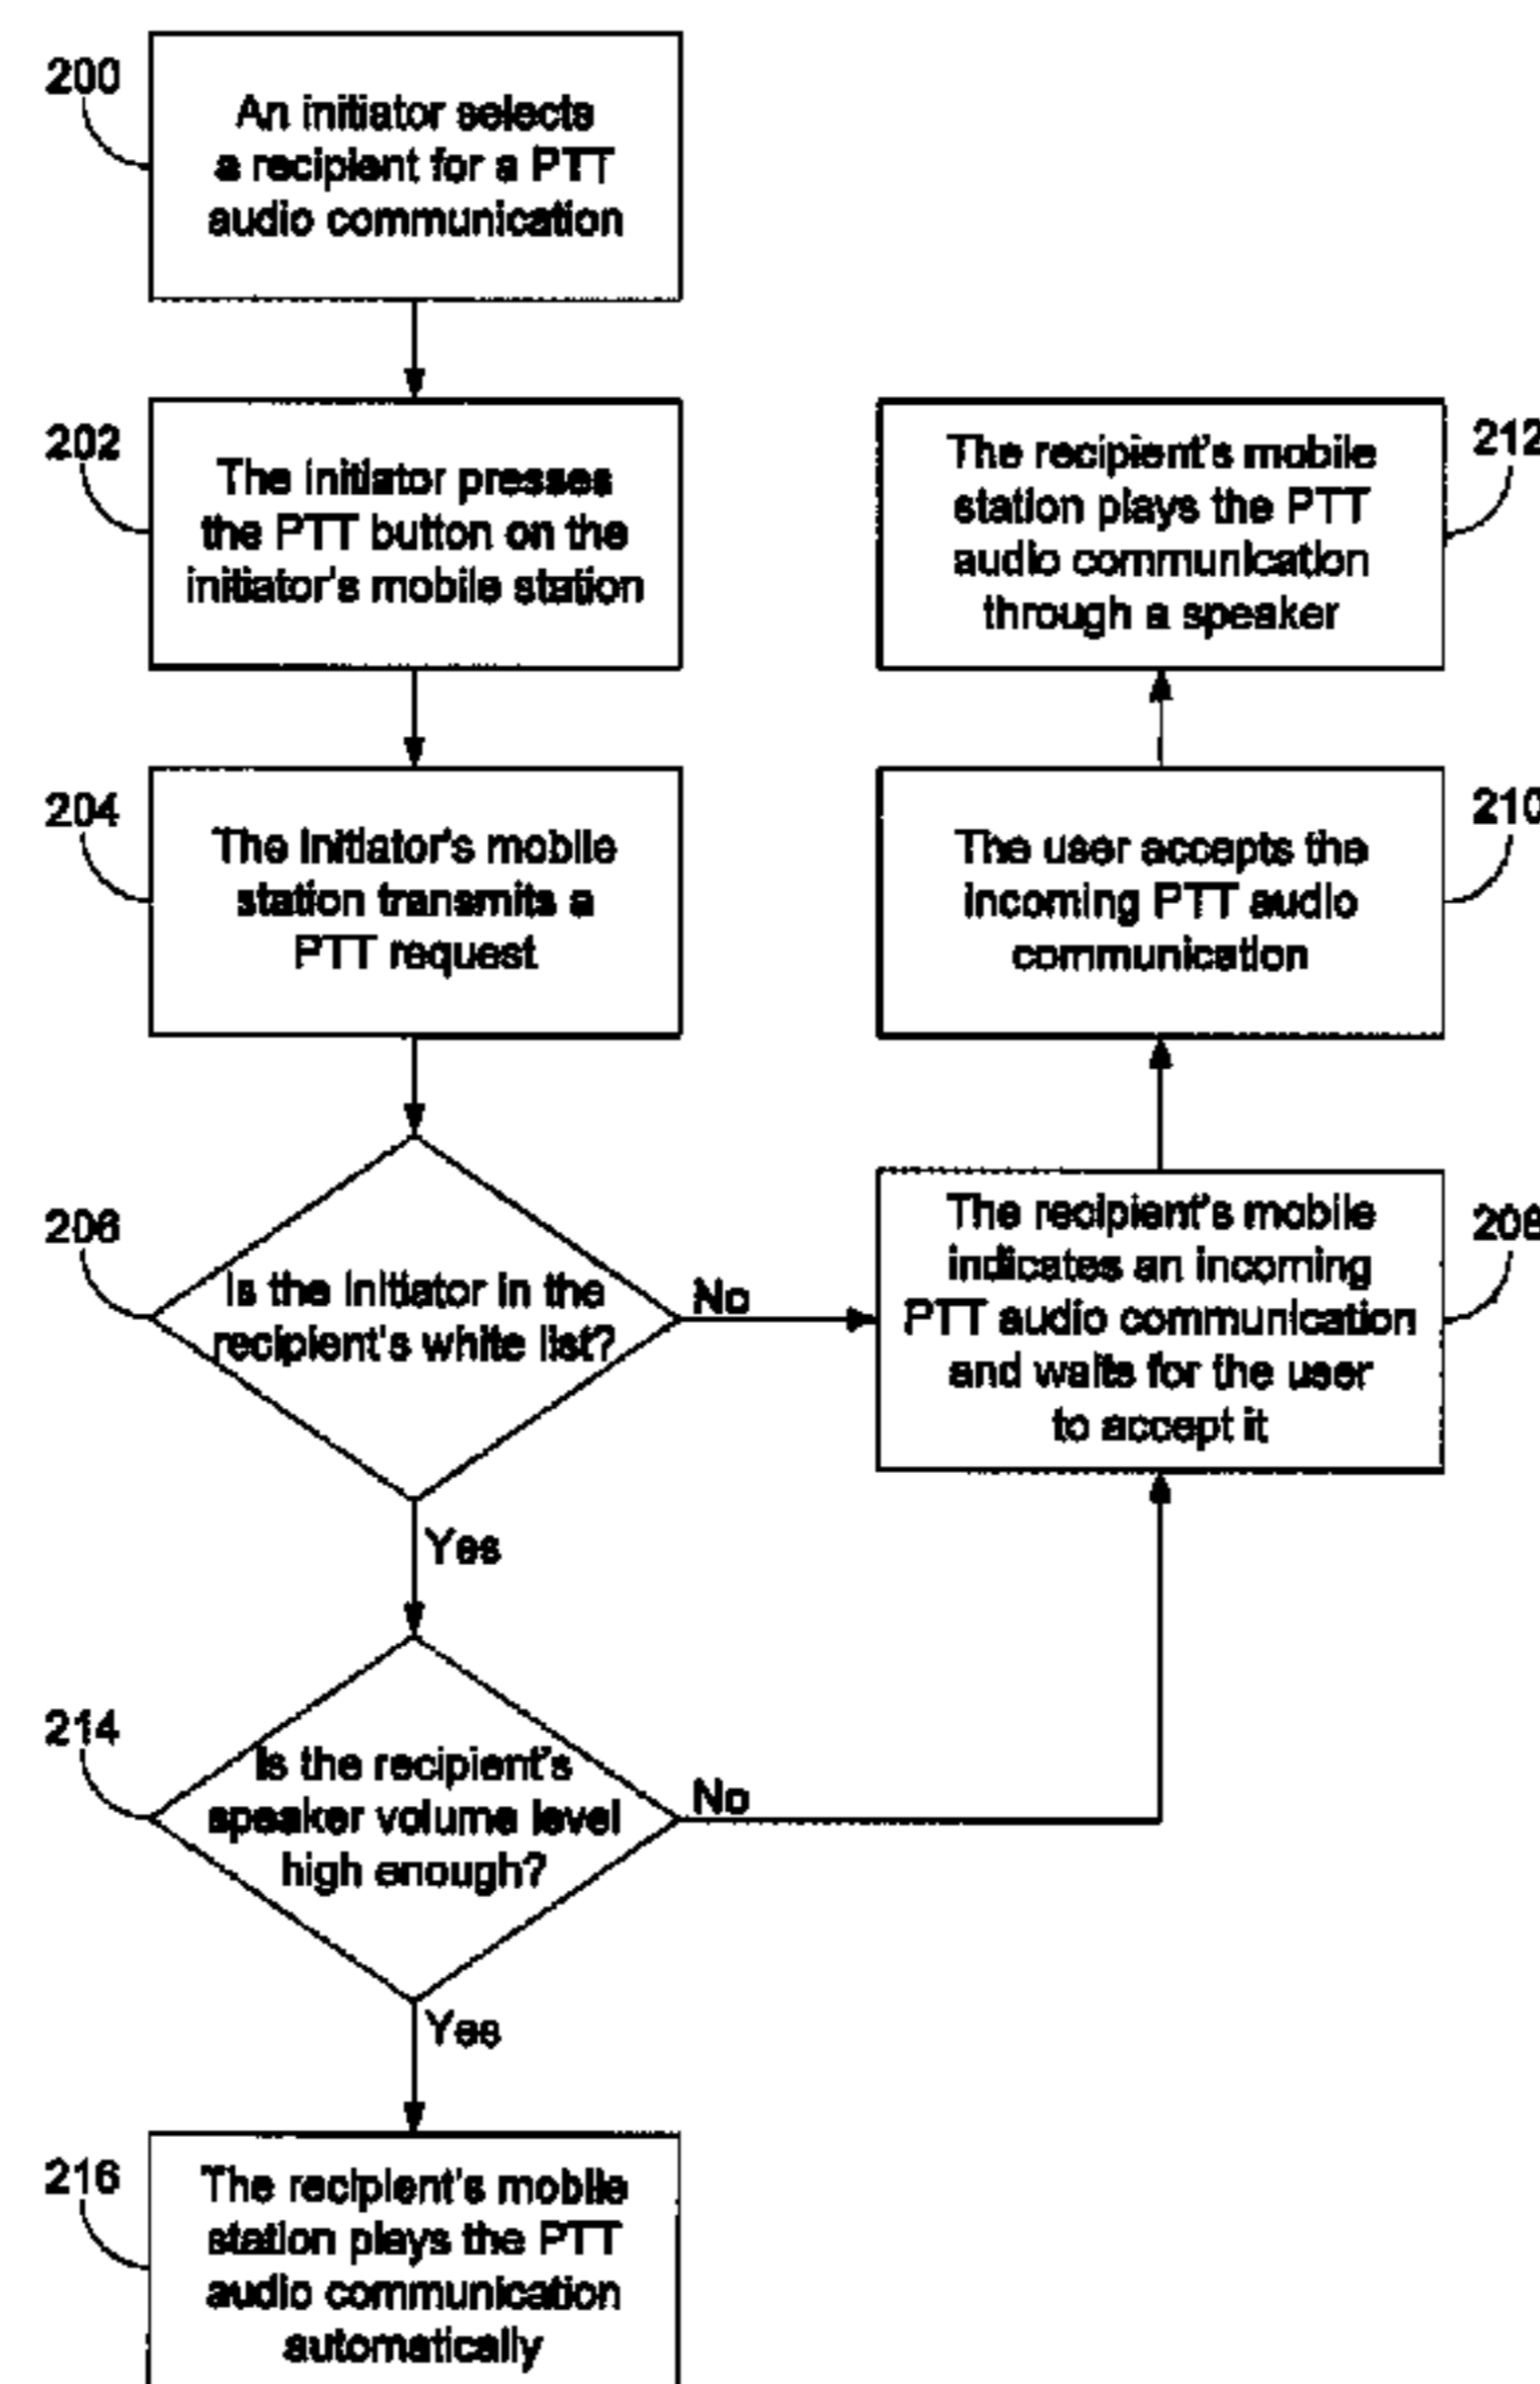 200
An initiator selects
a recipient for a PTT
audio communication
202
The initiator presses
the PTT button on the
initiator's mobile station
204
The initiator's mobile
station transmits a
PTT request
206
Is the initiator in the
recipient's white list?
No
Yes
214
Is the recipient's
speaker volume level
high enough?
No
Yes
216
The recipient's mobile
station plays the PTT
audio communication
automatically
212
The recipient's mobile
station plays the PTT
audio communication
through a speaker
210
The user accepts the
incoming PTT audio
communication
208
The recipient's mobile
indicates an incoming
PTT audio communication
and waits for the user
to accept it